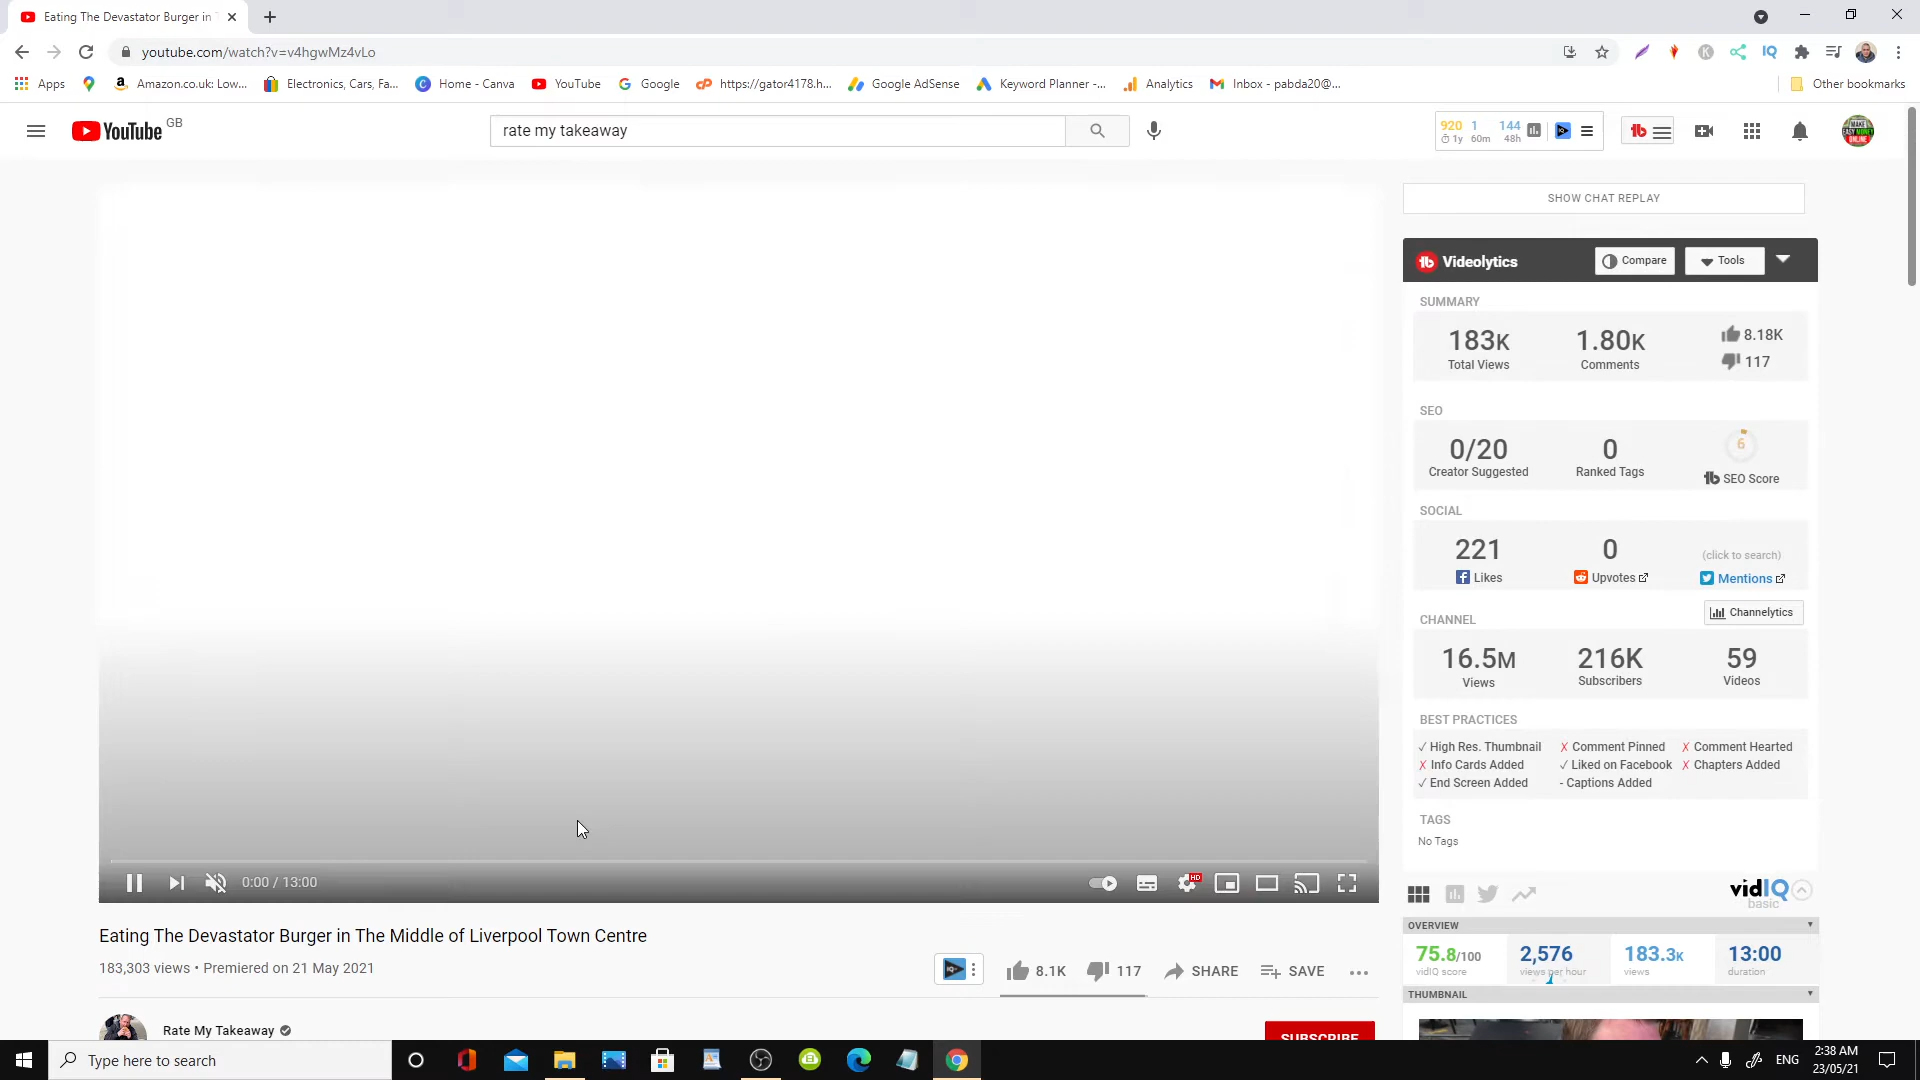 Eating The Devastator Burger in T
youtube.com/watch?v=v4hgwMz4vLo
Apps
Amazon.co.uk: Low...
Electronics, Cars, Fa...
Home - Canva
YouTube
Google
https://gator4178.h...
Google AdSense
Keyword Planner -...
Analytics
Inbox - pabda20@...
Other bookmarks
YouTube GB
rate my takeaway
920 1 144
1y 60m 48h
SHOW CHAT REPLAY
Videolytics
Compare
Tools
SUMMARY
183K 1.80K 8.18K
Total Views Comments 117
SEO
0/20 0 6
Creator Suggested Ranked Tags SEO Score
SOCIAL
221 0 (click to search)
Likes Upvotes Mentions
CHANNEL Channelytics
16.5M 216K 59
Views Subscribers Videos
BEST PRACTICES
✓ High Res. Thumbnail ✗ Comment Pinned ✗ Comment Hearted
✗ Info Cards Added ✓ Liked on Facebook ✗ Chapters Added
✓ End Screen Added - Captions Added
TAGS
No Tags
vidIQ
basic
OVERVIEW
75.8/100 2,576 183.3K 13:00
vidIQ score views per hour views duration
THUMBNAIL
0:00 / 13:00
HD
Eating The Devastator Burger in The Middle of Liverpool Town Centre
183,303 views • Premiered on 21 May 2021
8.1K 117 SHARE SAVE
Rate My Takeaway
SUBSCRIBE
Type here to search
ENG
2:38 AM
23/05/21